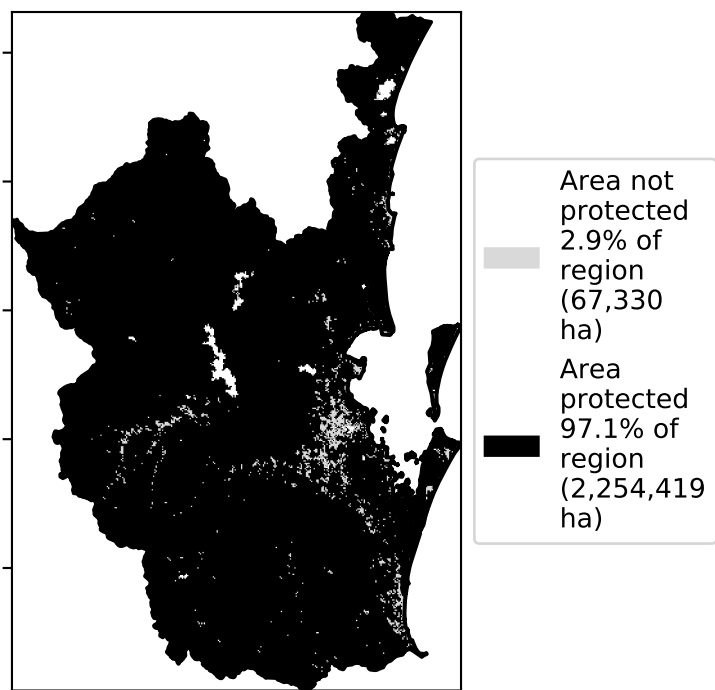 Area not
protected
2.9% of
region
(67,330
ha)
Area
protected
97.1% of
region
(2,254,419
ha)